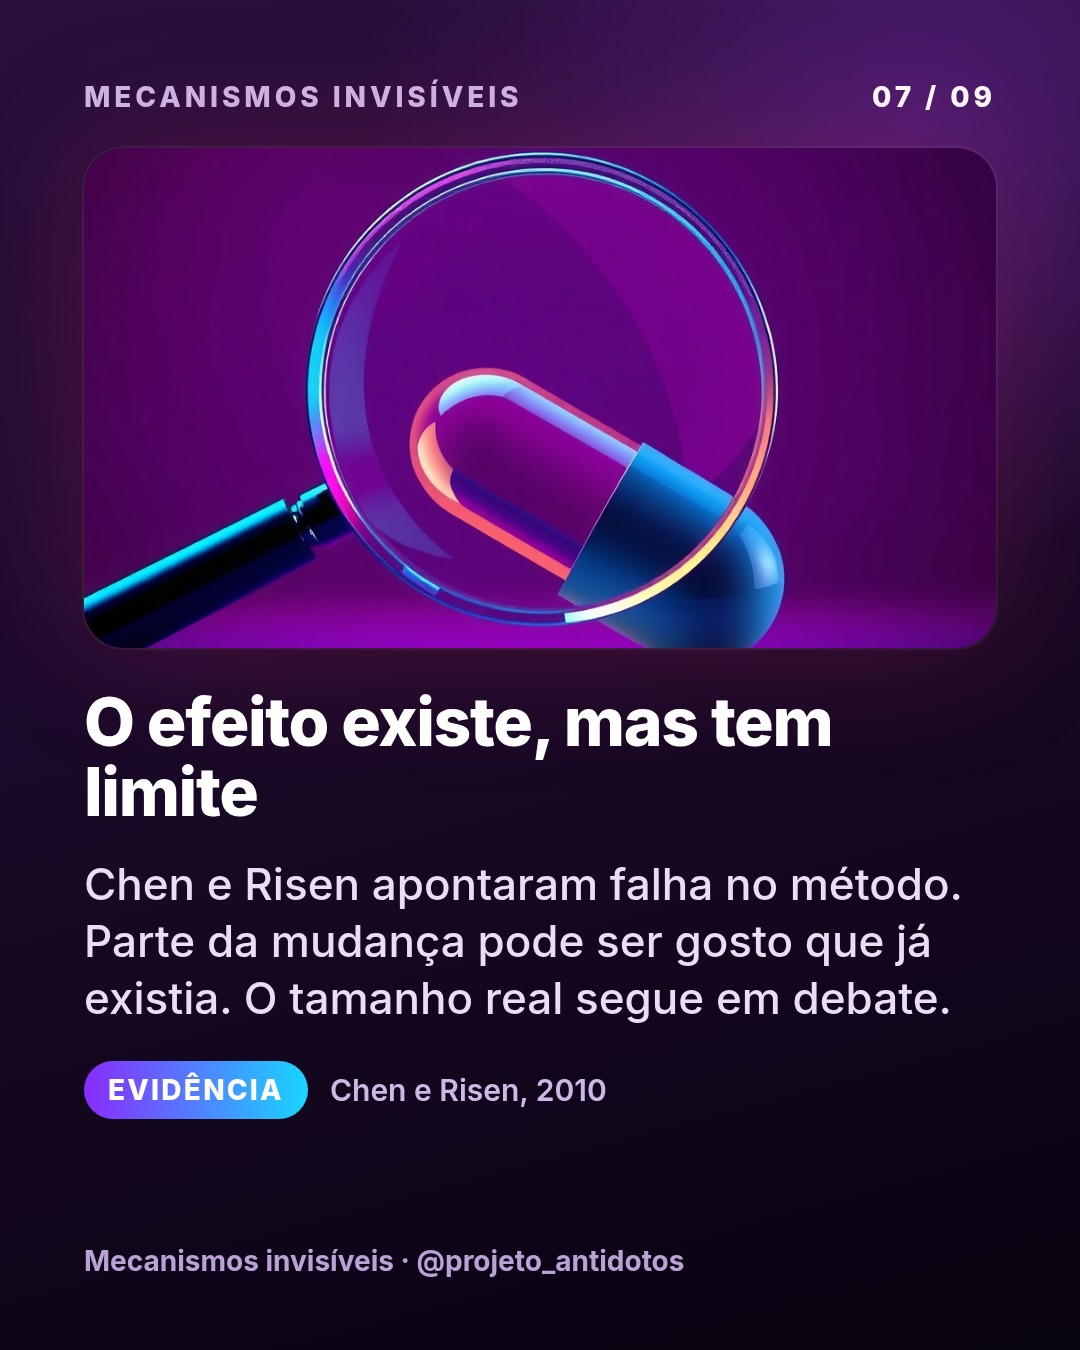 MECANISMOS INVISÍVEIS
07 / 09
O efeito existe, mas tem
limite
Chen e Risen apontaram falha no método.
Parte da mudança pode ser gosto que já
existia. O tamanho real segue em debate.
EVIDÊNCIA
Chen e Risen, 2010
Mecanismos invisíveis · @projeto_antidotos